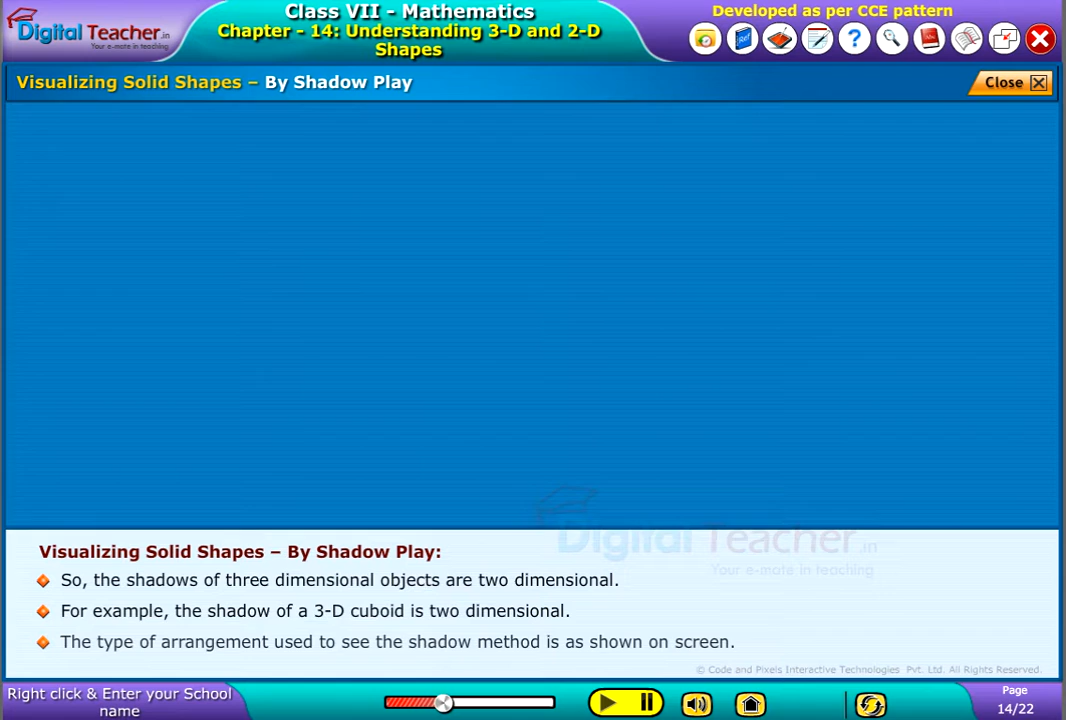 Digital Teacher.in
Your e-mate in teaching
Class VII - Mathematics
Chapter - 14: Understanding 3-D and 2-D
Shapes
Developed as per CCE pattern
Ref
?
Visualizing Solid Shapes – By Shadow Play
Close
Digital Teacher.in
Your e-mate in teaching
Visualizing Solid Shapes – By Shadow Play:
So, the shadows of three dimensional objects are two dimensional.
For example, the shadow of a 3-D cuboid is two dimensional.
The type of arrangement used to see the shadow method is as shown on screen.
© Code and Pixels Interactive Technologies Pvt. Ltd. All Rights Reserved.
Right click & Enter your School
name
Page
14/22